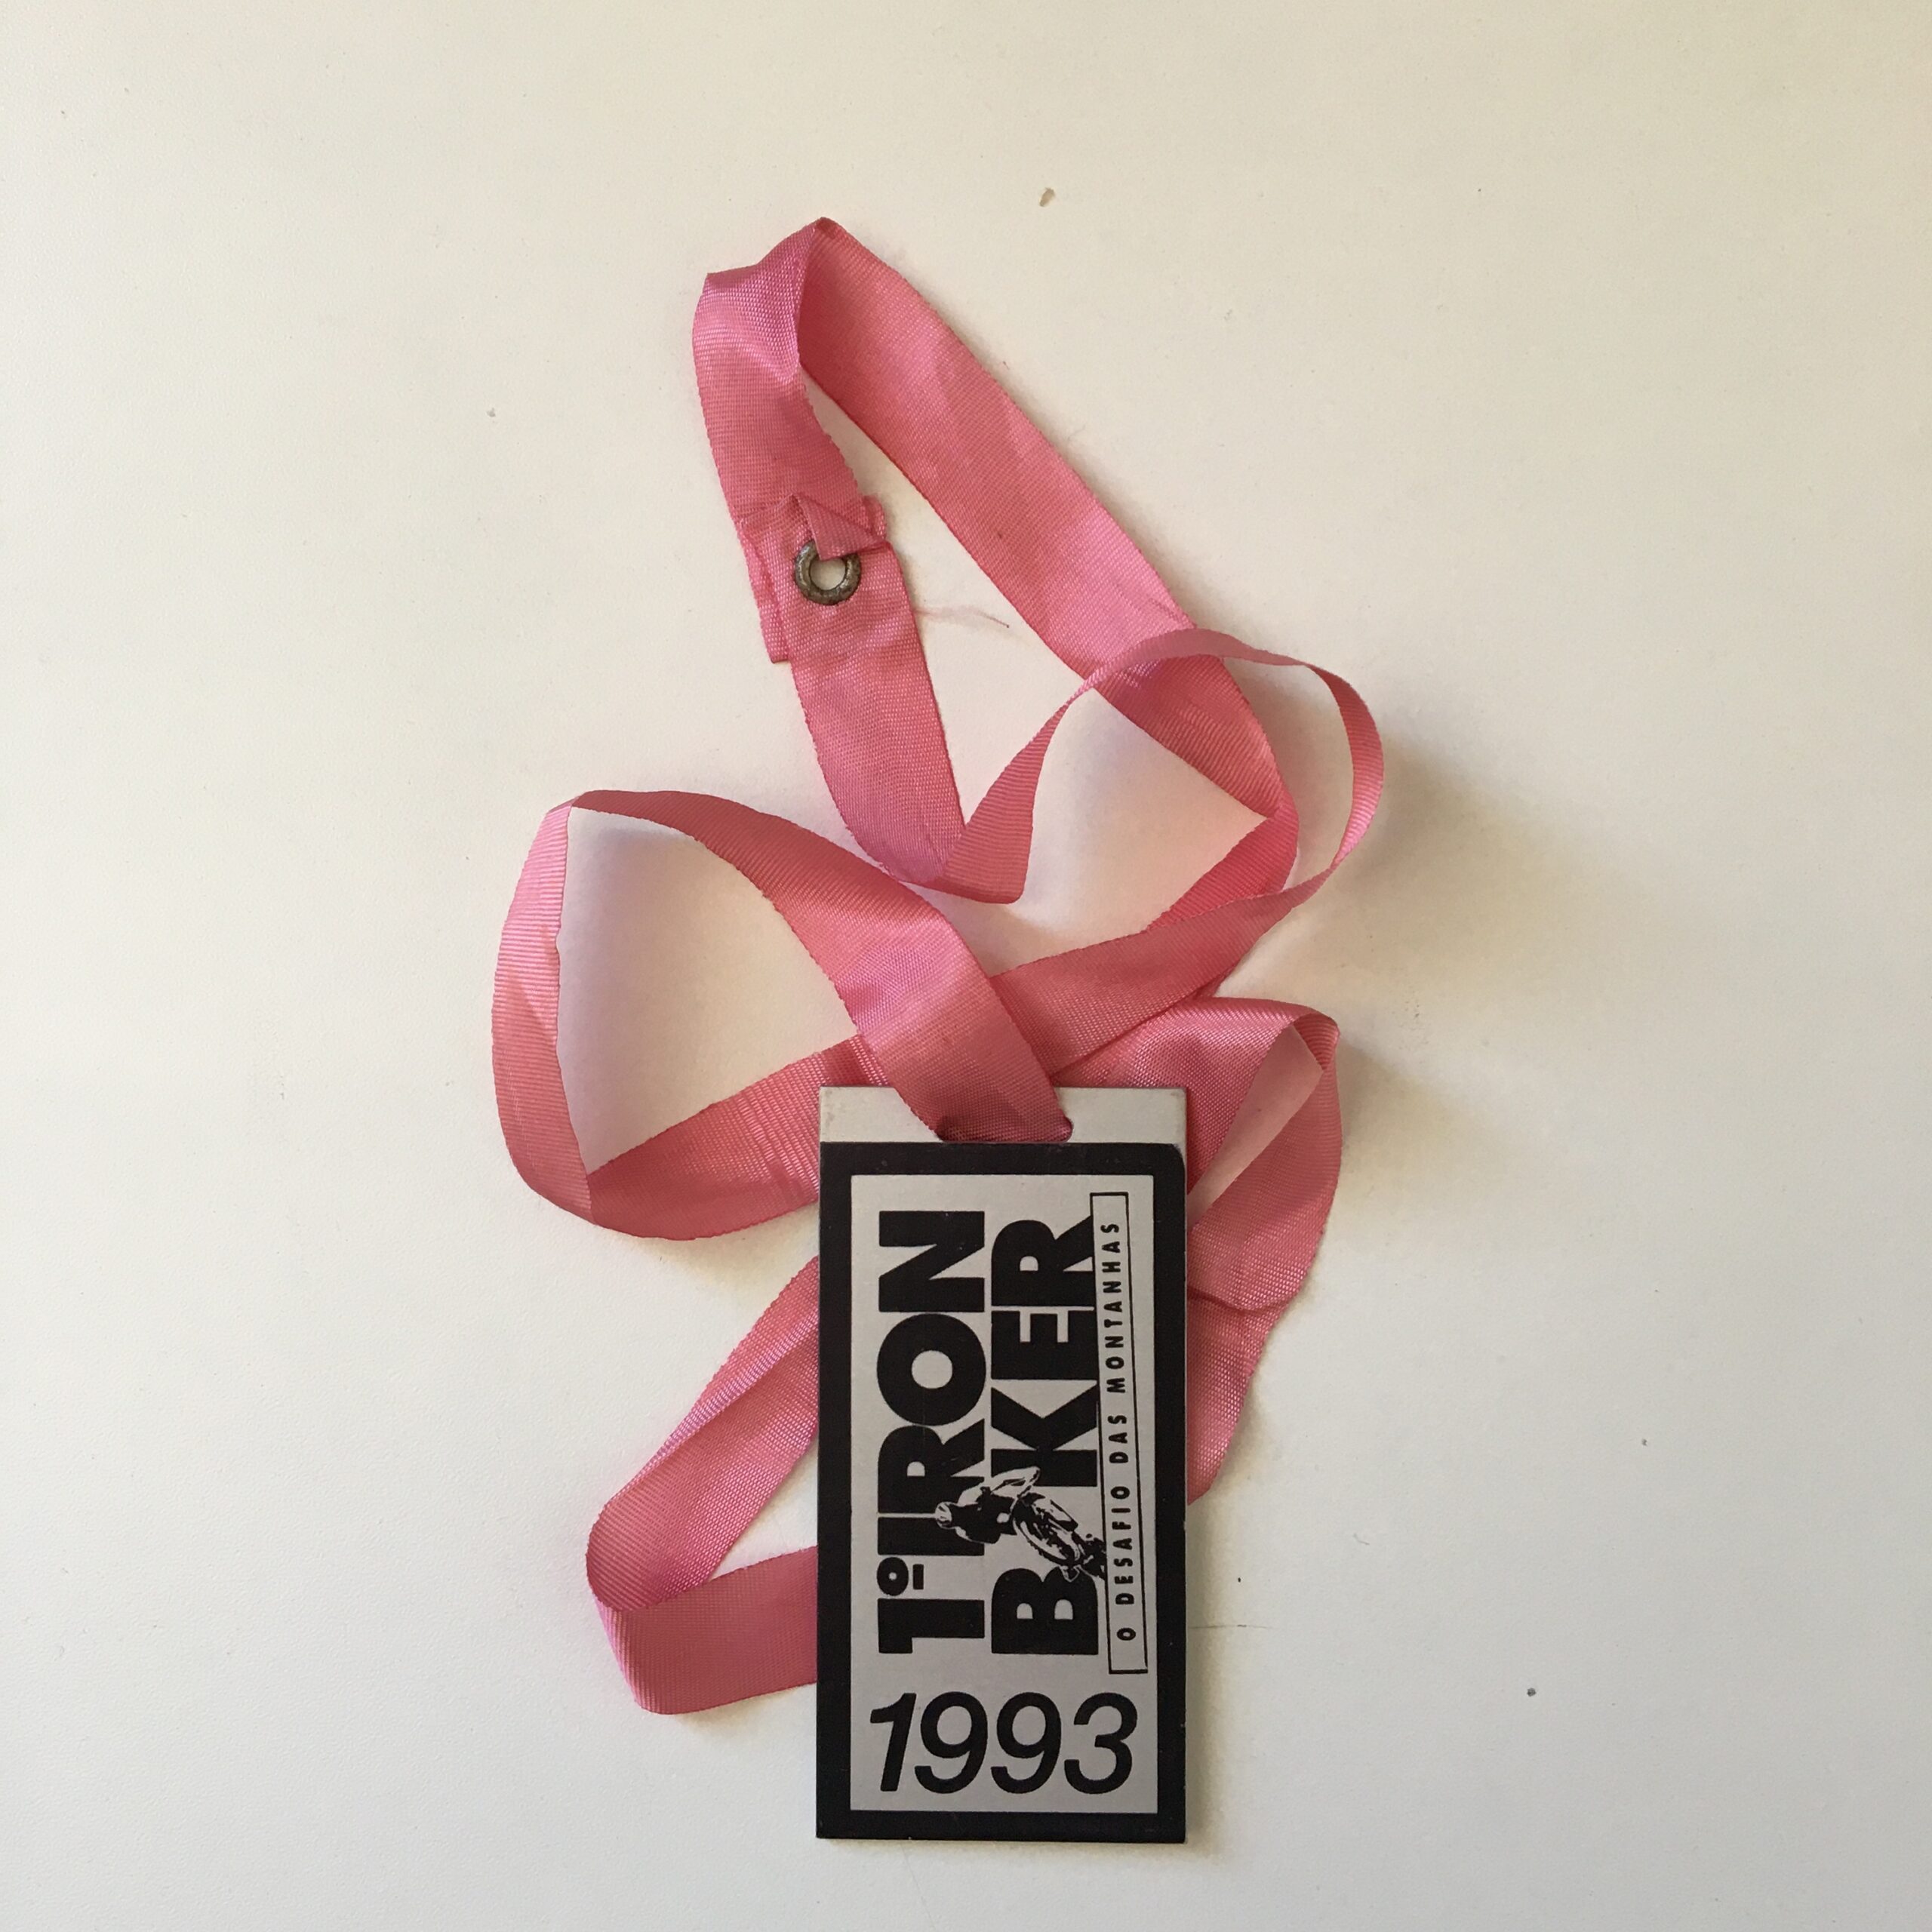 1º IRON
BIKER
O DESAFIO DAS MONTANHAS
1993